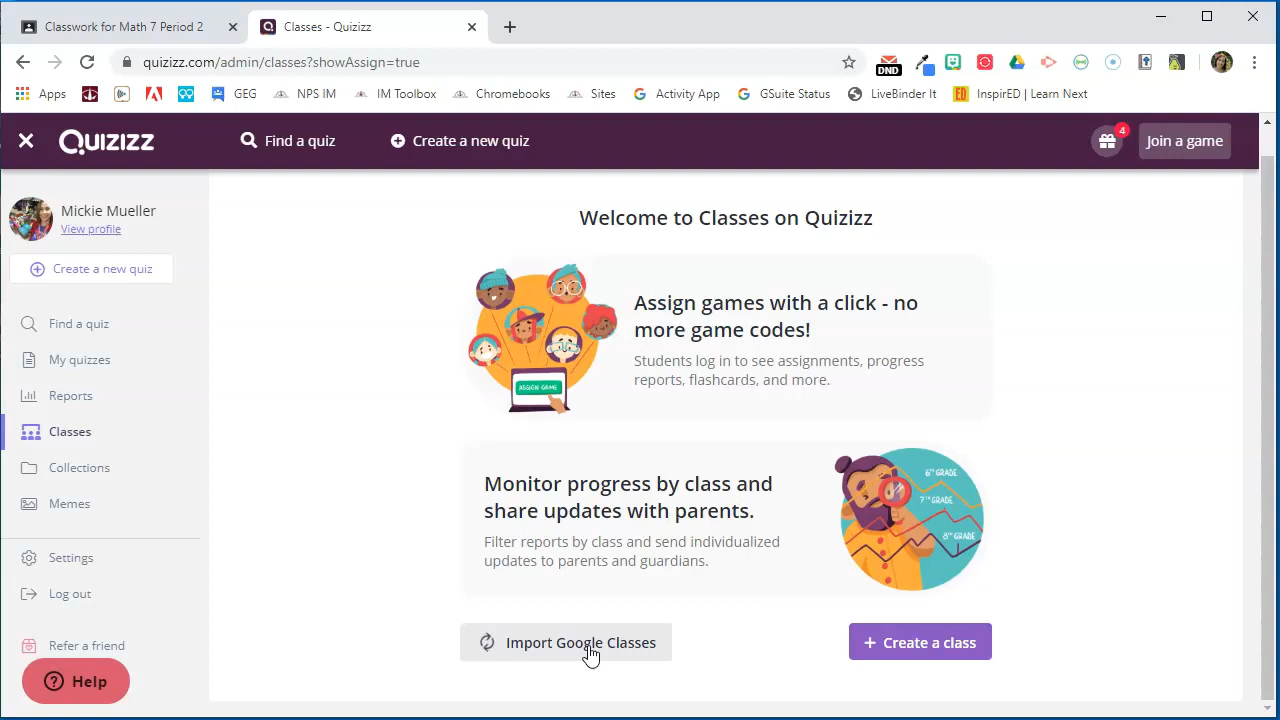 Classwork for Math 7 Period 2
Classes - Quizizz
quizizz.com/admin/classes?showAssign=true
DND
Apps
GEG
NPS IM
IM Toolbox
Chromebooks
Sites
Activity App
GSuite Status
LiveBinder It
ED
InspirED | Learn Next
QUIZIZZ
Find a quiz
Create a new quiz
4
Join a game
Mickie Mueller
View profile
Create a new quiz
Find a quiz
My quizzes
Reports
Classes
Collections
Memes
Settings
Log out
Refer a friend
Help
Welcome to Classes on Quizizz
ASSIGN GAME
Assign games with a click - no
more game codes!
Students log in to see assignments, progress
reports, flashcards, and more.
Monitor progress by class and
share updates with parents.
Filter reports by class and send individualized
updates to parents and guardians.
6TH GRADE
7TH GRADE
8TH GRADE
Import Google Classes
+ Create a class